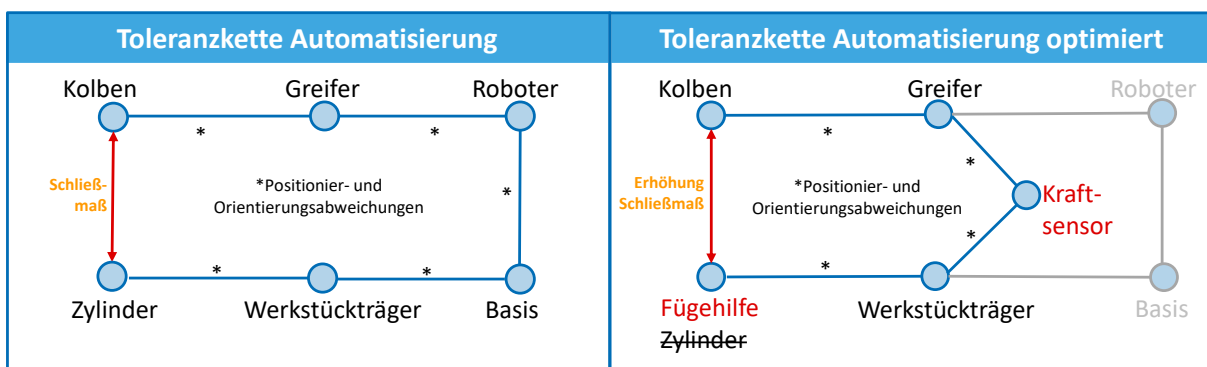 Toleranzkette Automatisierung
Kolben
Greifer
Roboter
*
*
Schließ-
maß
*Positionier- und
Orientierungsabweichungen
*
*
*
Zylinder
Werkstückträger
Basis
Toleranzkette Automatisierung optimiert
Kolben
Greifer
Roboter
*
*
Erhöhung
Schließmaß
*Positionier- und
Orientierungsabweichungen
Kraft-
sensor
*
*
Fügehilfe
Zylinder
Werkstückträger
Basis